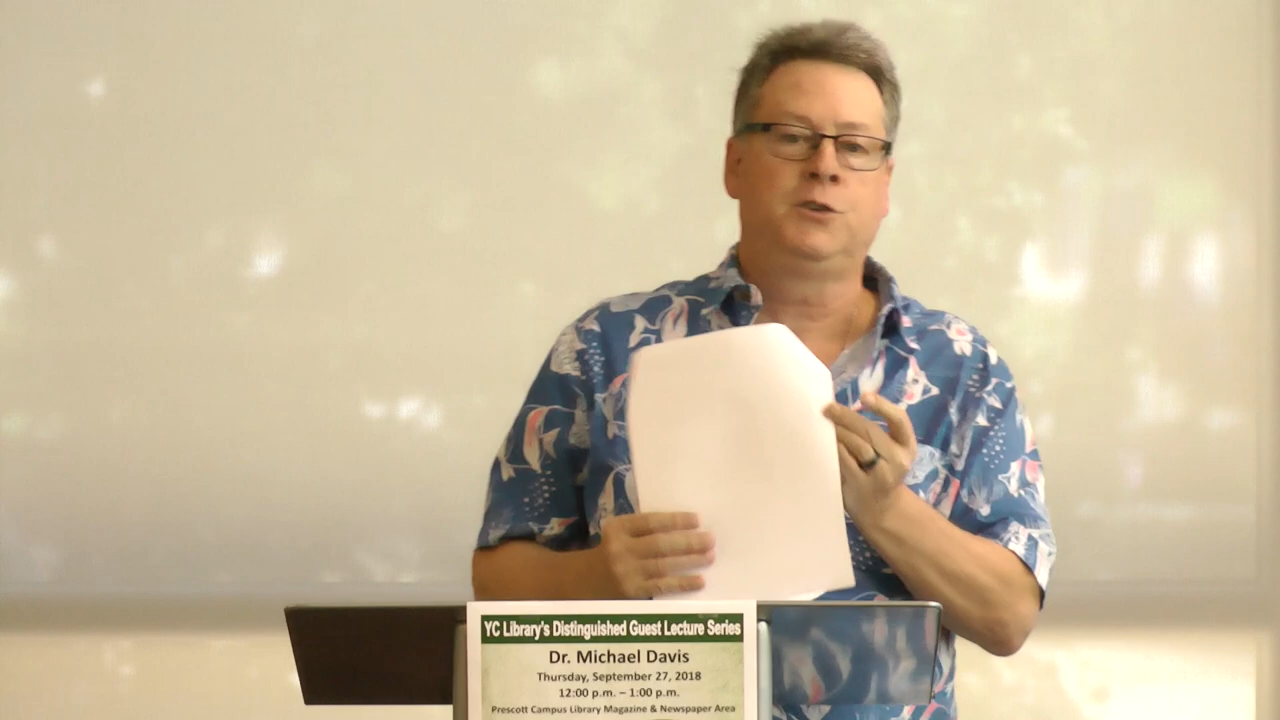 YC Library's Distinguished Guest Lecture Series
Dr. Michael Davis
Thursday, September 27, 2018
12:00 p.m. – 1:00 p.m.
Prescott Campus Library Magazine & Newspaper Area